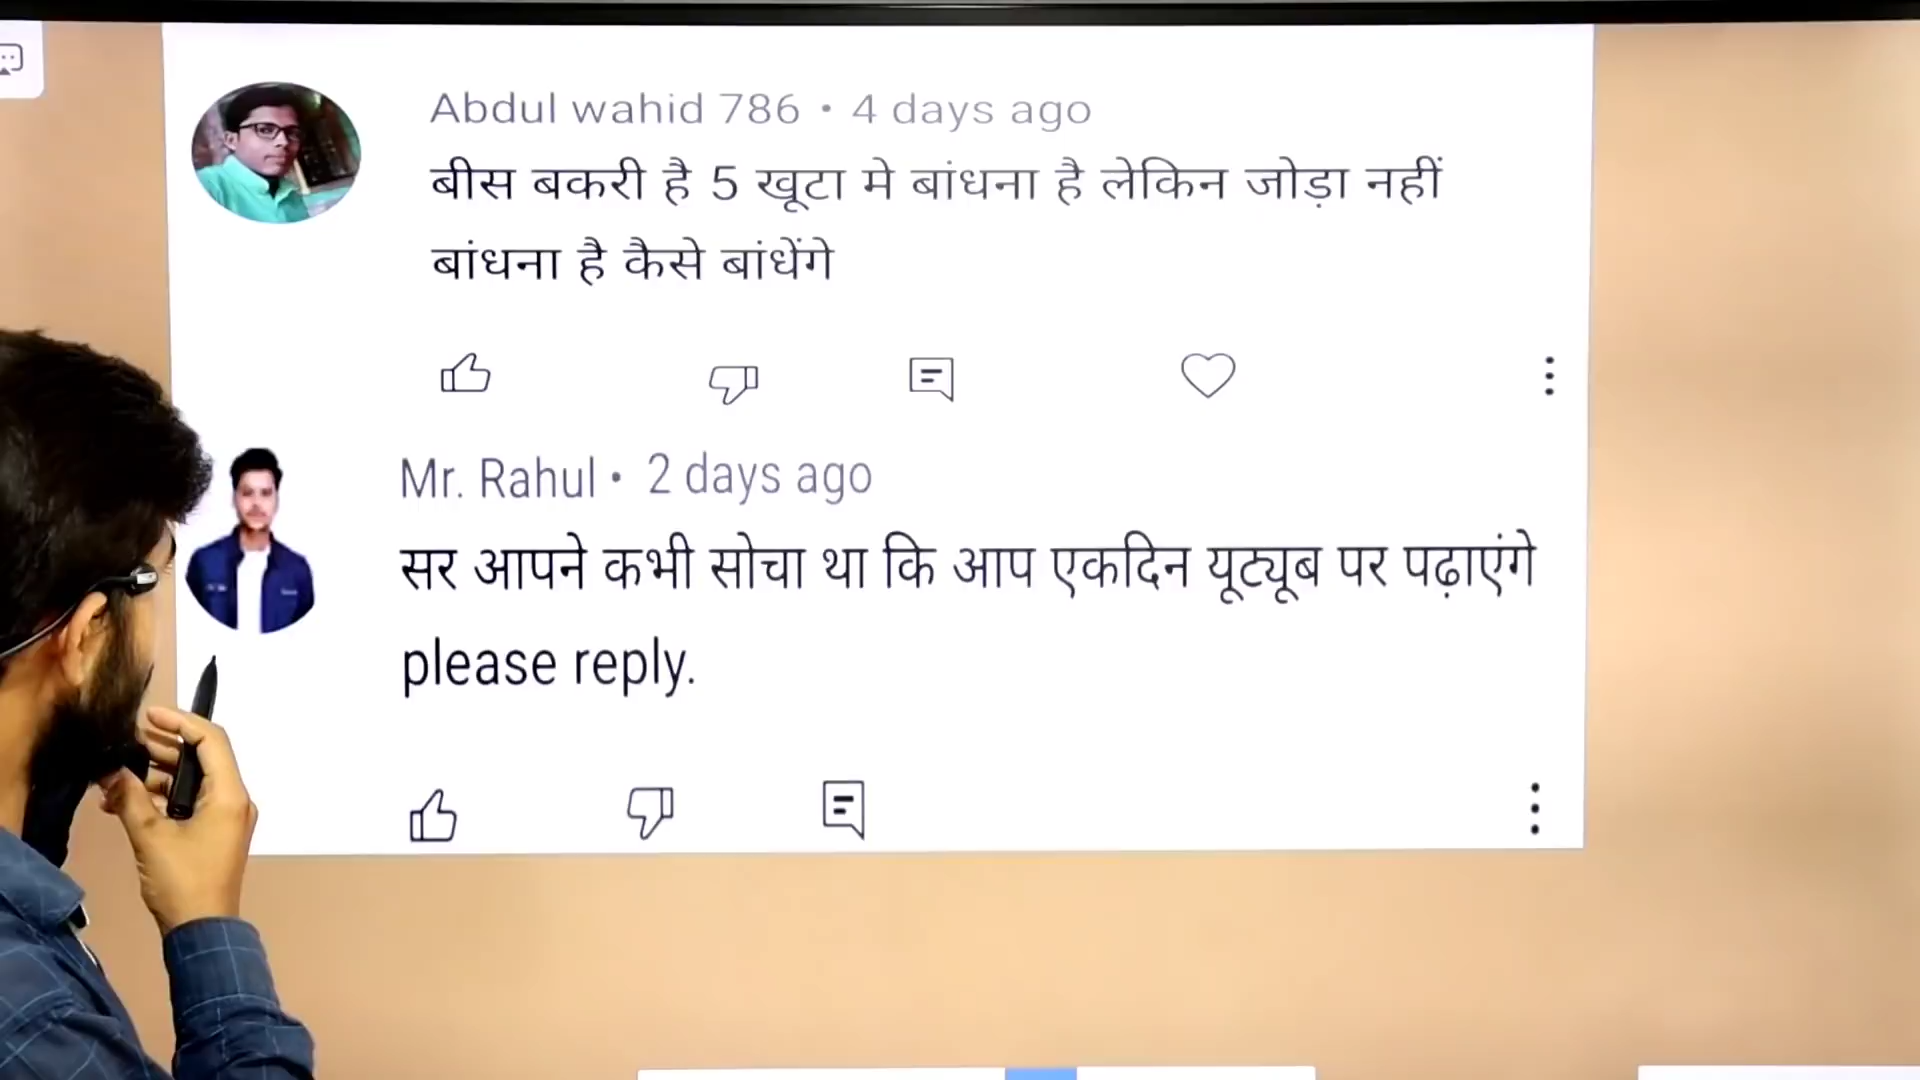 Abdul wahid 786 • 4 days ago
बीस बकरी है 5 खूटा मे बांधना है लेकिन जोड़ा नहीं
बांधना है कैसे बांधेंगे
Mr. Rahul • 2 days ago
सर आपने कभी सोचा था कि आप एकदिन यूट्यूब पर पढ़ाएंगे
please reply.